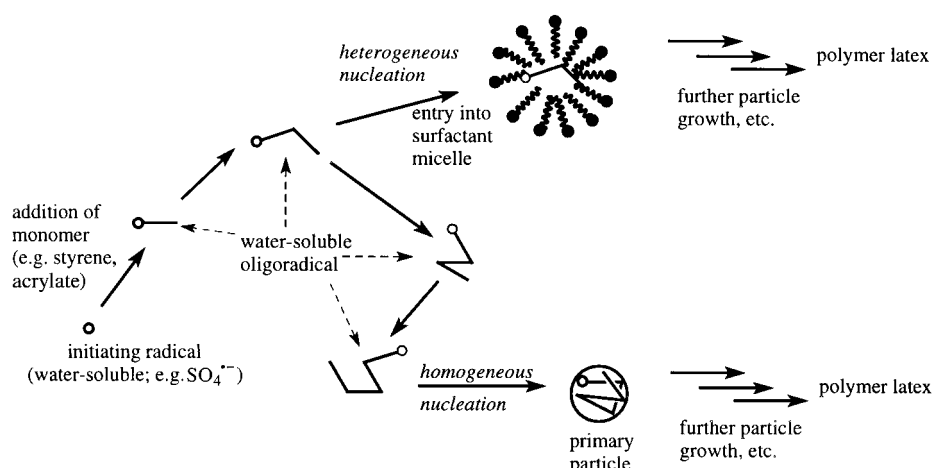 heterogeneous
nucleation
entry into
surfactant
micelle
further particle
growth, etc.
polymer latex
addition of
monomer
(e.g. styrene,
acrylate)
water-soluble
oligoradical
initiating radical
(water-soluble; e.g. SO₄•⁻)
homogeneous
nucleation
primary
particle
further particle
growth, etc.
polymer latex